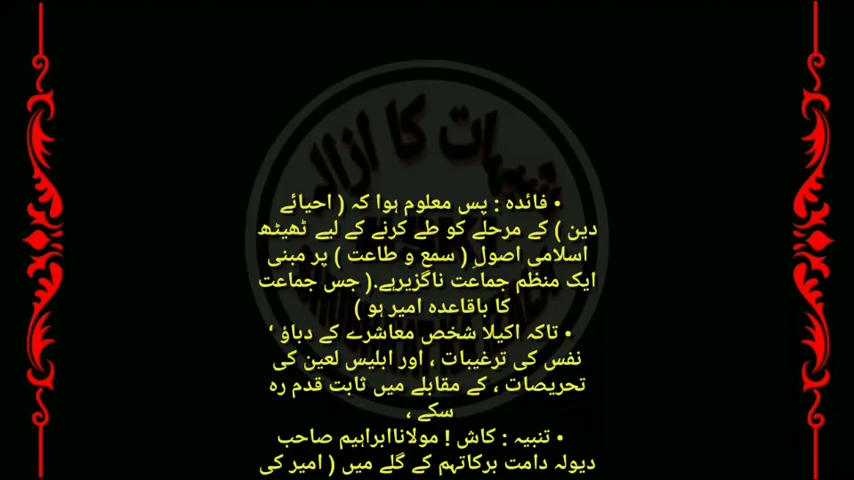 شبہات کا ازالہ
• فائدہ : پس معلوم ہوا کہ ( احیائے
دین ) کے مرحلے کو طے کرنے کے لیے ٹھیٹھ
اسلامی اصولِ ( سمع و طاعت ) پر مبنی
ایک منظم جماعت ناگزیرہے.( جس جماعت
کا باقاعدہ امیر ہو )
• تاکہ اکیلا شخص معاشرے کے دباؤ ‘
نفس کی ترغیبات ، اور ابلیس لعین کی
تحریصات ، کے مقابلے میں ثابت قدم رہ
سکے ،
• تنبیہ : کاش ! مولاناابراہیم صاحب
دیولہ دامت برکاتہم کے گلے میں ( امیر کی